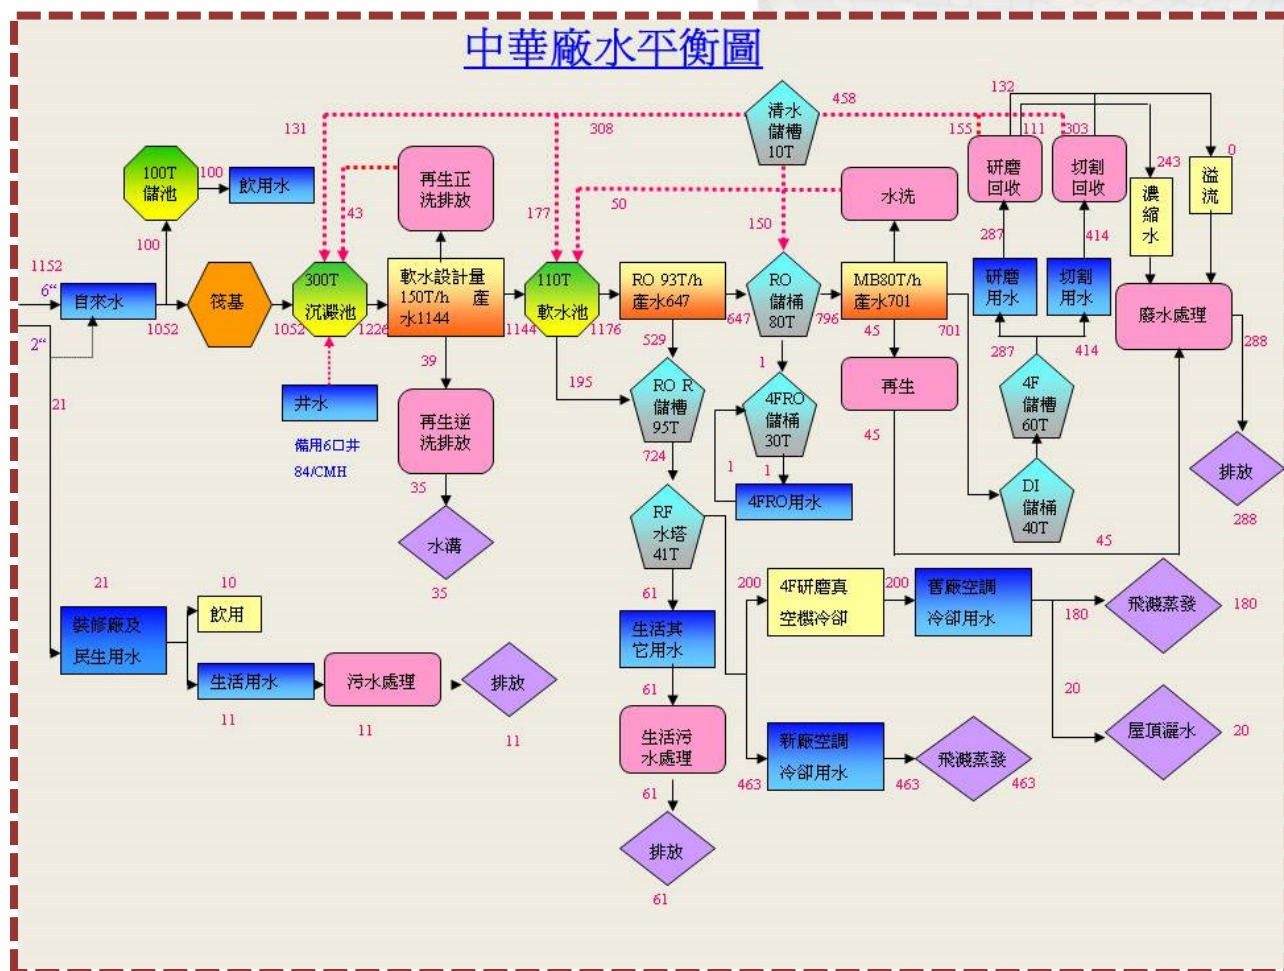 中華廠水平衡圖
清水
儲槽
10T
458
132
131
308
155
111
303
243
0
100T
儲池
100
飲用水
再生正
洗排放
43
177
50
150
水洗
研磨
回收
切割
回收
濃
縮
水
溢
流
100
287
414
1152
6“
自來水
1052
筏基
1052
300T
沉澱池
1226
軟水設計量
150T/h 產
水1144
1144
110T
軟水池
1176
RO 93T/h
產水647
647
RO
儲桶
80T
796
MB80T/h
產水701
45
701
研磨
用水
切割
用水
287
414
廢水處理
288
2“
21
井水
備用6口井
84/CMH
39
再生逆
洗排放
35
水溝
35
529
195
RO R
儲槽
95T
724
1
4FRO
儲桶
30T
1
1
4FRO用水
再生
45
4F
儲槽
60T
DI
儲桶
40T
45
排放
288
RF
水塔
41T
61
生活其
它用水
61
生活污
水處理
61
排放
61
200
4F研磨真
空機冷卻
200
舊廠空調
冷卻用水
180
飛濺蒸發
180
20
屋頂灑水
20
463
新廠空調
冷卻用水
463
飛濺蒸發
463
21
裝修廠及
民生用水
10
飲用
生活用水
11
污水處理
11
排放
11